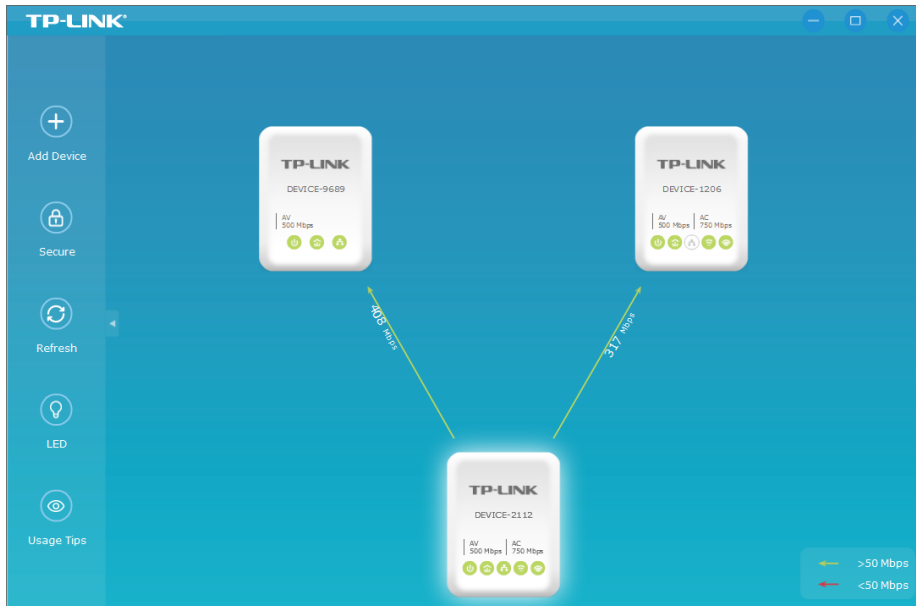 TP-LINK
Add Device
Secure
Refresh
LED
Usage Tips
TP-LINK
DEVICE-9689
AV
500 Mbps
TP-LINK
DEVICE-1206
AV AC
500 Mbps 750 Mbps
408 Mbps
317 Mbps
TP-LINK
DEVICE-2112
AV AC
500 Mbps 750 Mbps
>50 Mbps
<50 Mbps